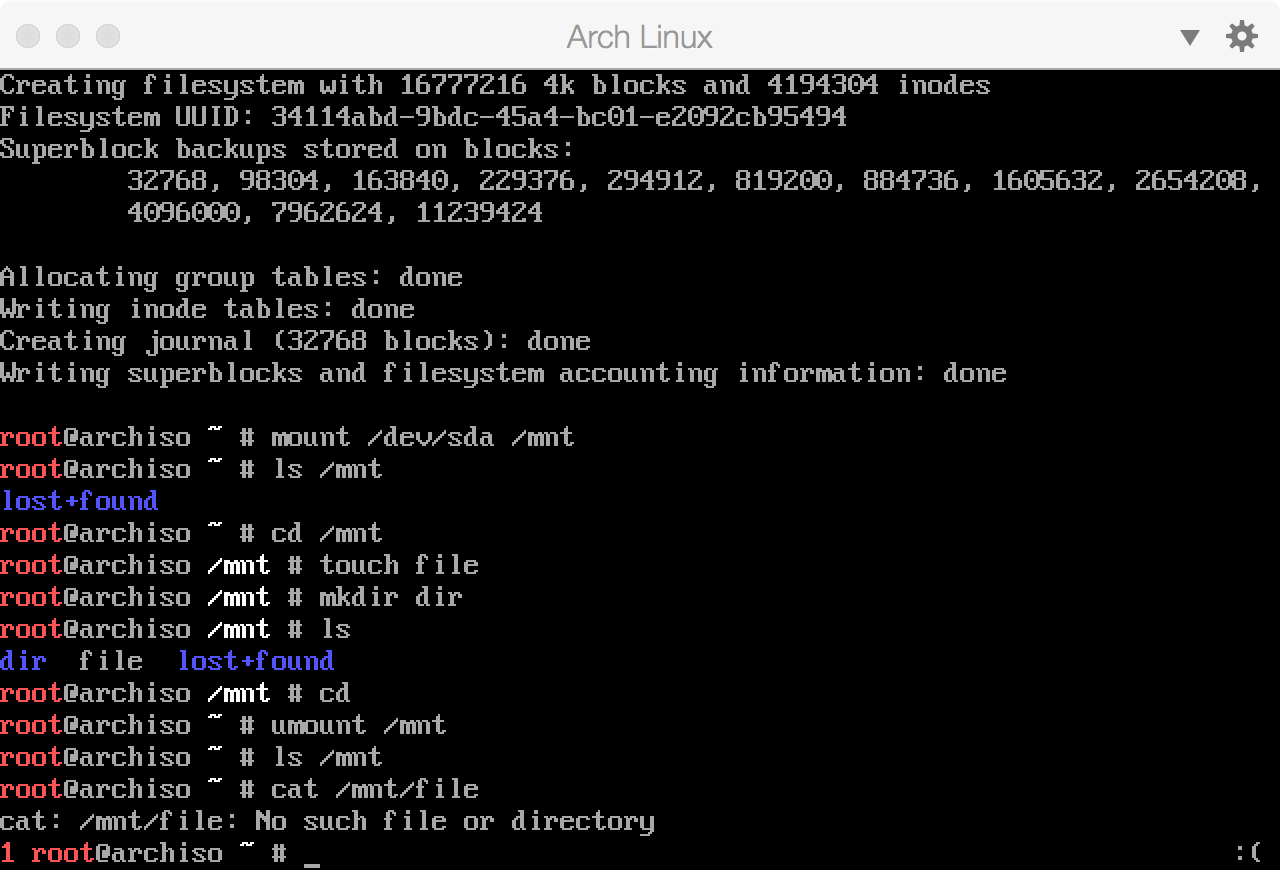 Arch Linux
Creating filesystem with 16777216 4k blocks and 4194304 inodes
Filesystem UUID: 34114abd-9bdc-45a4-bc01-e2092cb95494
Superblock backups stored on blocks:
        32768, 98304, 163840, 229376, 294912, 819200, 884736, 1605632, 2654208,
        4096000, 7962624, 11239424

Allocating group tables: done
Writing inode tables: done
Creating journal (32768 blocks): done
Writing superblocks and filesystem accounting information: done

root@archiso ~ # mount /dev/sda /mnt
root@archiso ~ # ls /mnt
lost+found
root@archiso ~ # cd /mnt
root@archiso /mnt # touch file
root@archiso /mnt # mkdir dir
root@archiso /mnt # ls
dir  file  lost+found
root@archiso /mnt # cd
root@archiso ~ # umount /mnt
root@archiso ~ # ls /mnt
root@archiso ~ # cat /mnt/file
cat: /mnt/file: No such file or directory
1 root@archiso ~ # _ :(